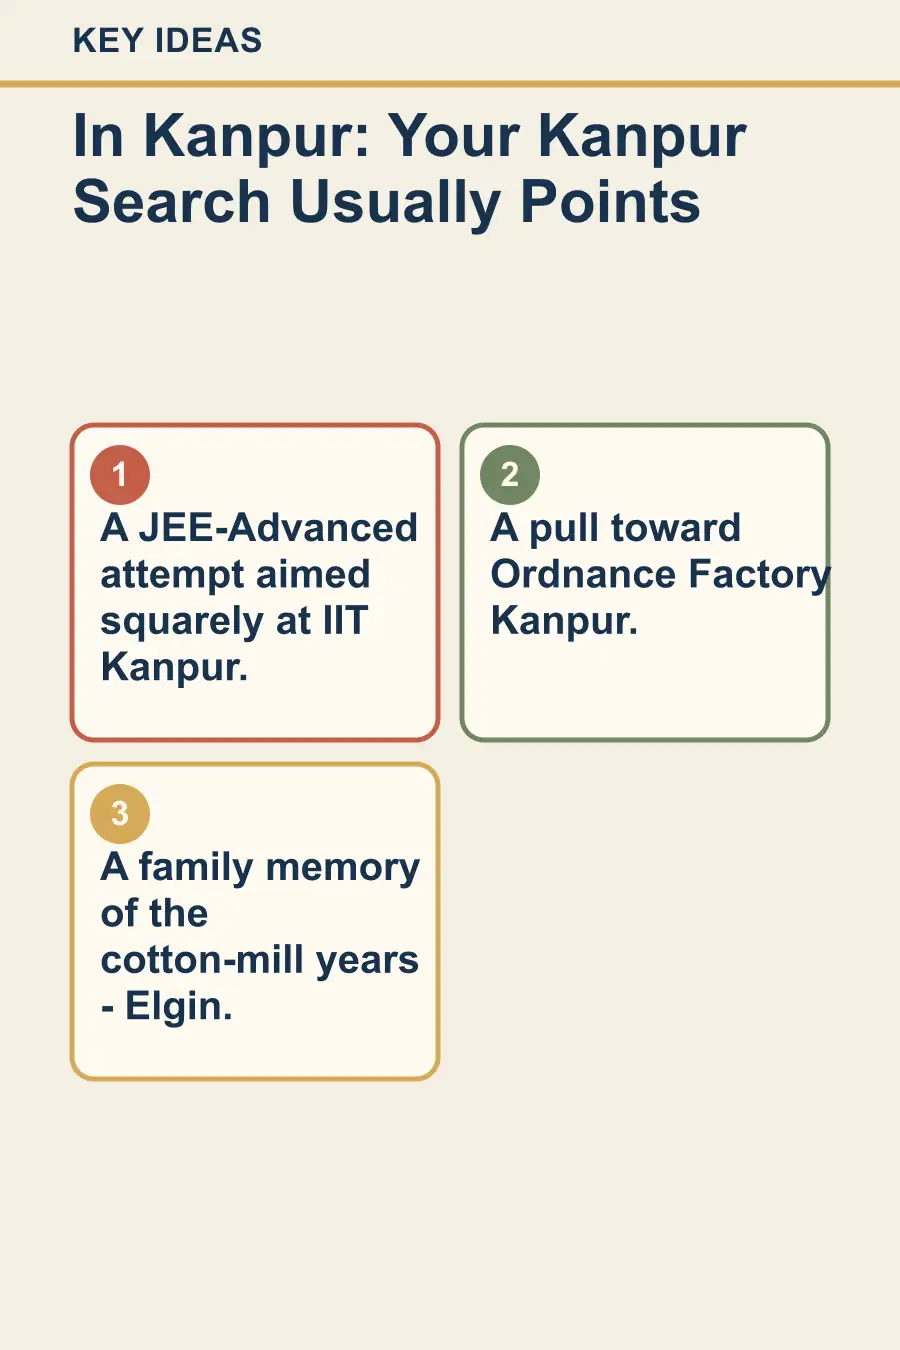 KEY IDEAS
In Kanpur: Your Kanpur
Search Usually Points
1
A JEE-Advanced
attempt aimed
squarely at IIT
Kanpur.
2
A pull toward
Ordnance Factory
Kanpur.
3
A family memory
of the
cotton-mill years
- Elgin.